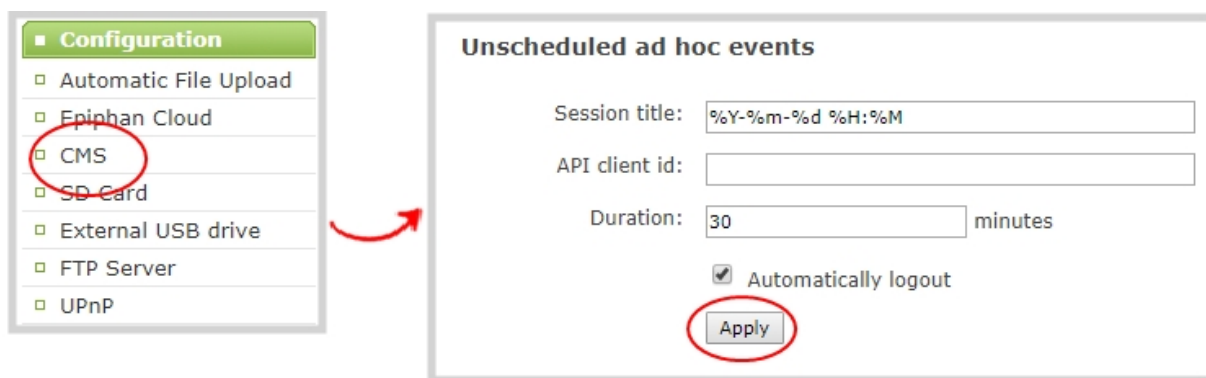 Configuration
Automatic File Upload
Epiphan Cloud
CMS
SD Card
External USB drive
FTP Server
UPnP
Unscheduled ad hoc events
Session title: %Y-%m-%d %H:%M
API client id:
Duration: 30 minutes
Automatically logout
Apply